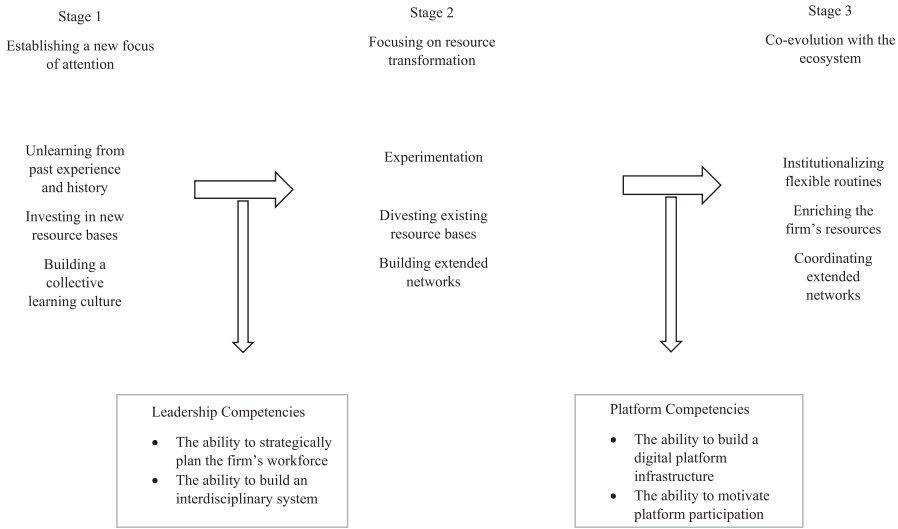 Stage 1
Establishing a new focus
of attention
Unlearning from
past experience
and history
Investing in new
resource bases
Building a
collective
learning culture
Stage 2
Focusing on resource
transformation
Experimentation
Divesting existing
resource bases
Building extended
networks
Stage 3
Co-evolution with the
ecosystem
Institutionalizing
flexible routines
Enriching the
firm's resources
Coordinating
extended
networks
Leadership Competencies
• The ability to strategically
plan the firm's workforce
• The ability to build an
interdisciplinary system
Platform Competencies
• The ability to build a
digital platform
infrastructure
• The ability to motivate
platform participation